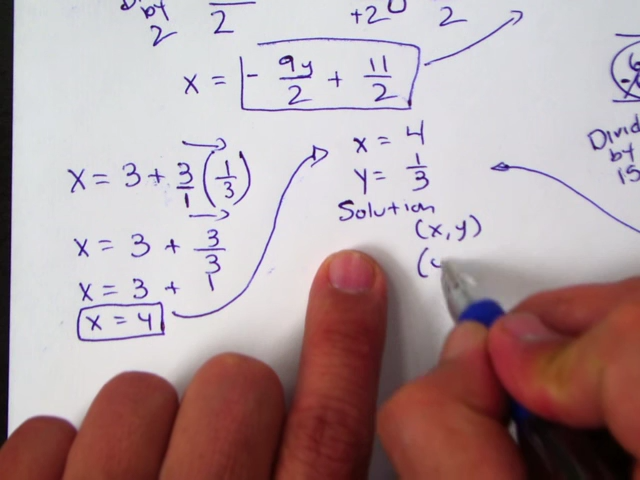 by
2
2
+20
2
x = - 9y/2 + 11/2
x = 3 + 3/1 (1/3)
x = 3 + 3/3
x = 3 + 1
x = 4
x = 4
y = 1/3
Solution
(x, y)
(
Divid
by
15